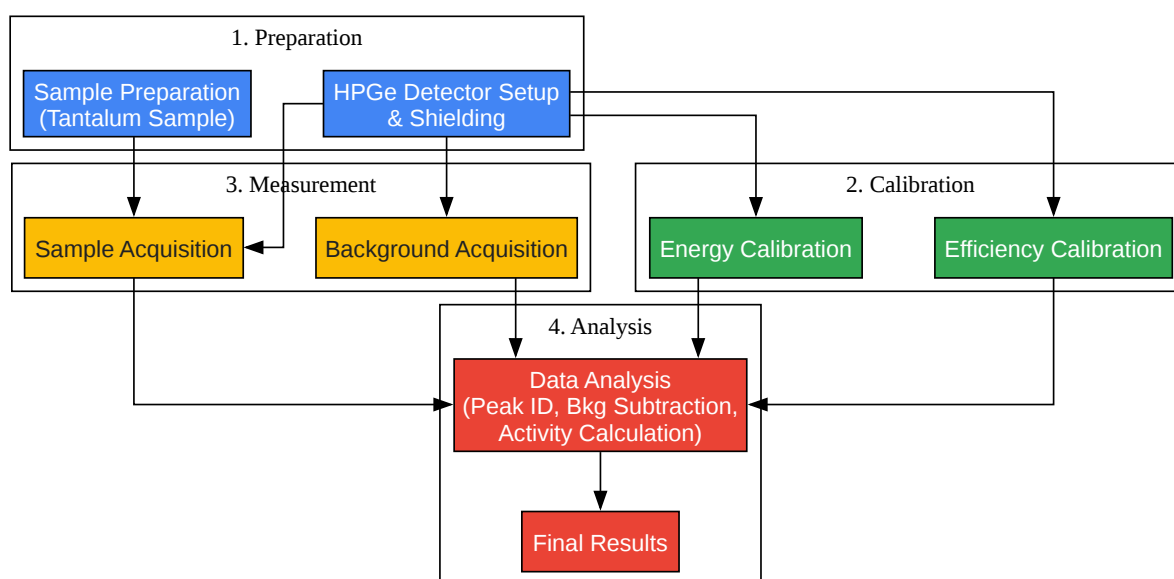 1. Preparation
Sample Preparation
(Tantalum Sample)
HPGe Detector Setup
& Shielding
3. Measurement
Sample Acquisition
Background Acquisition
2. Calibration
Energy Calibration
Efficiency Calibration
4. Analysis
Data Analysis
(Peak ID, Bkg Subtraction,
Activity Calculation)
Final Results